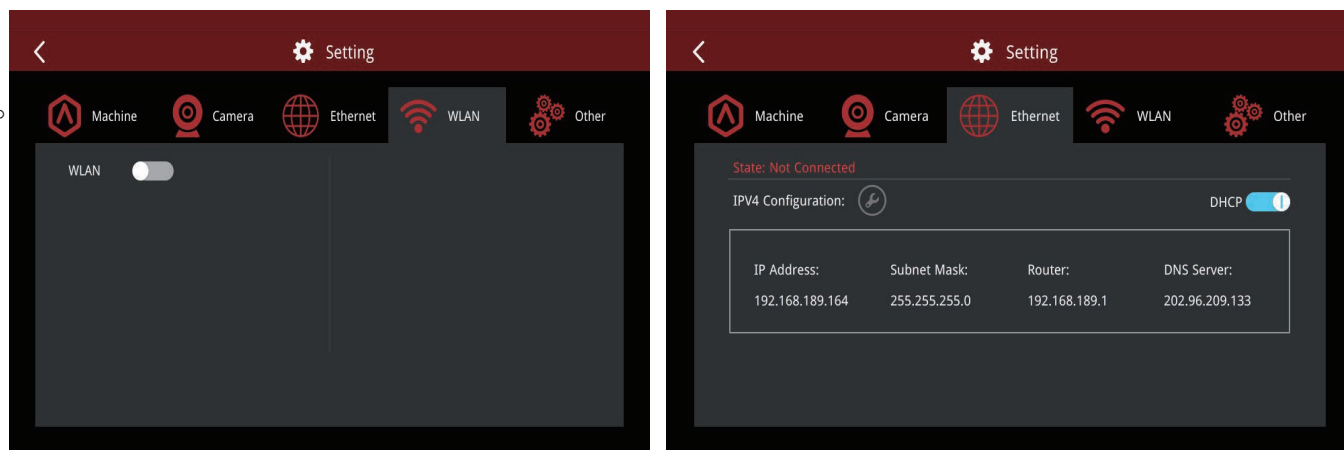 Setting
Machine Camera Ethernet WLAN Other
WLAN
Setting
Machine Camera Ethernet WLAN Other
State: Not Connected
IPV4 Configuration: DHCP
IP Address: Subnet Mask: Router: DNS Server:
192.168.189.164 255.255.255.0 192.168.189.1 202.96.209.133